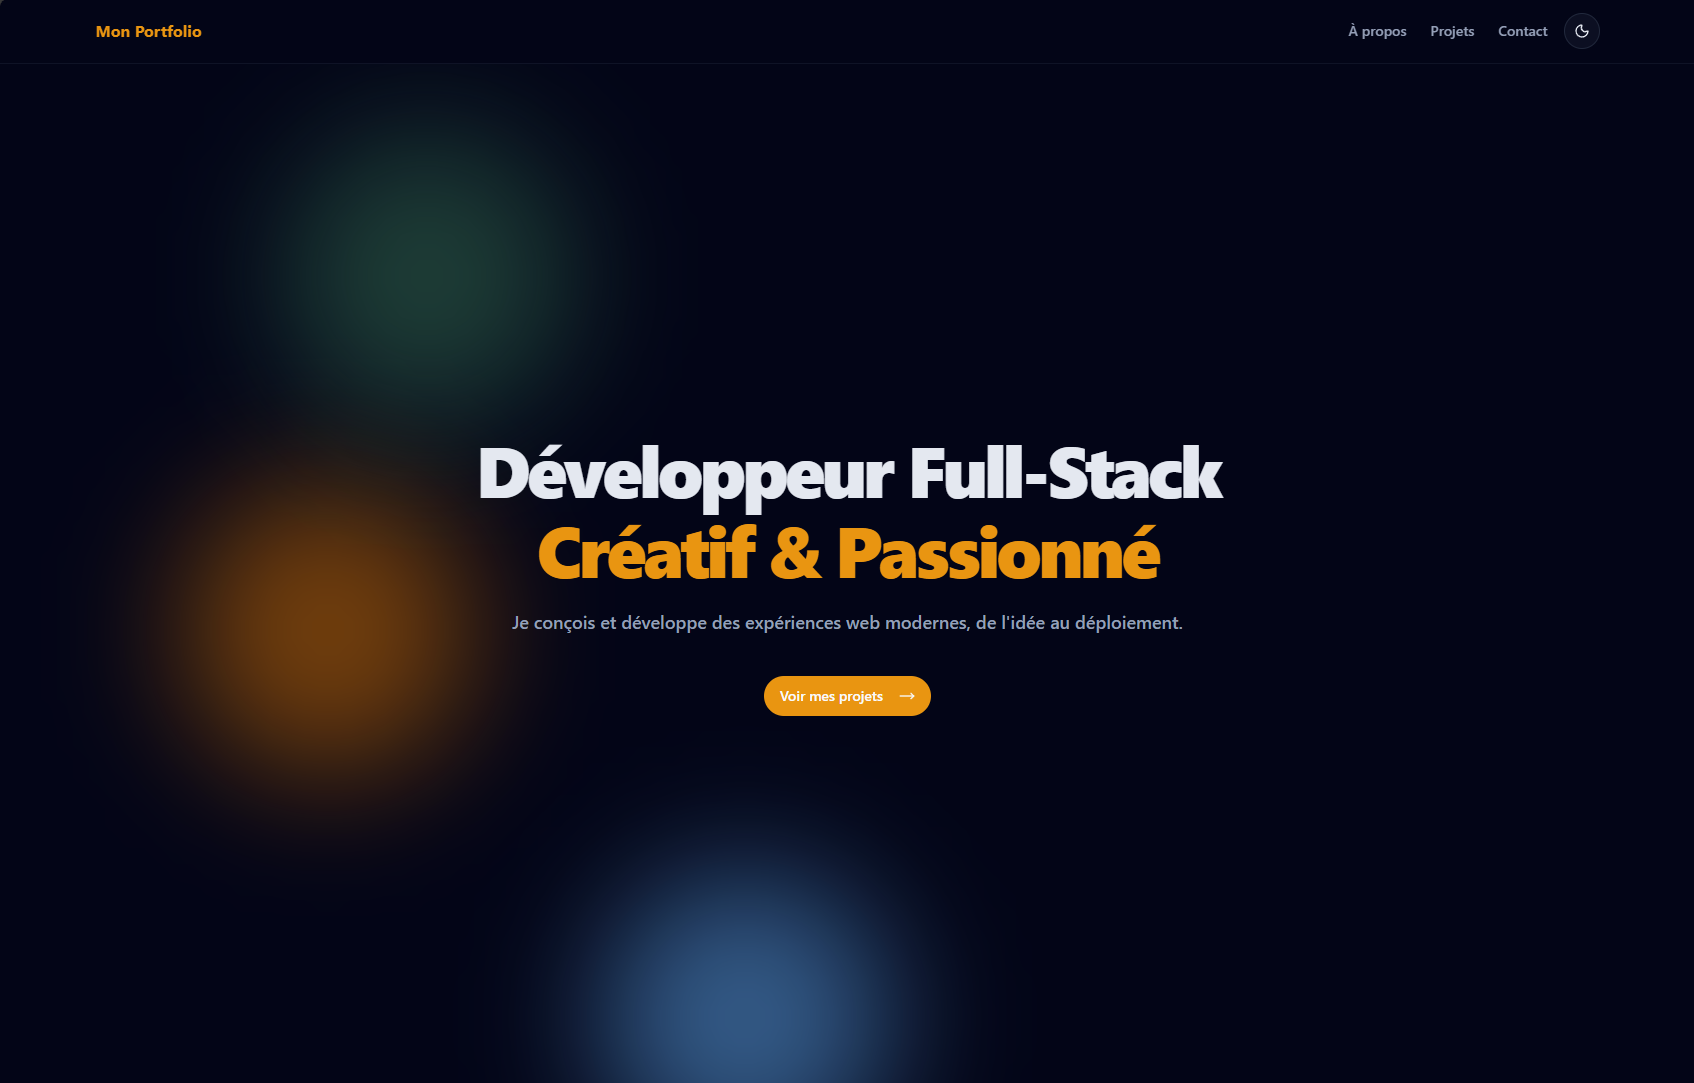 Mon Portfolio
À propos
Projets
Contact
Développeur Full-Stack
Créatif & Passionné
Je conçois et développe des expériences web modernes, de l'idée au déploiement.
Voir mes projets →